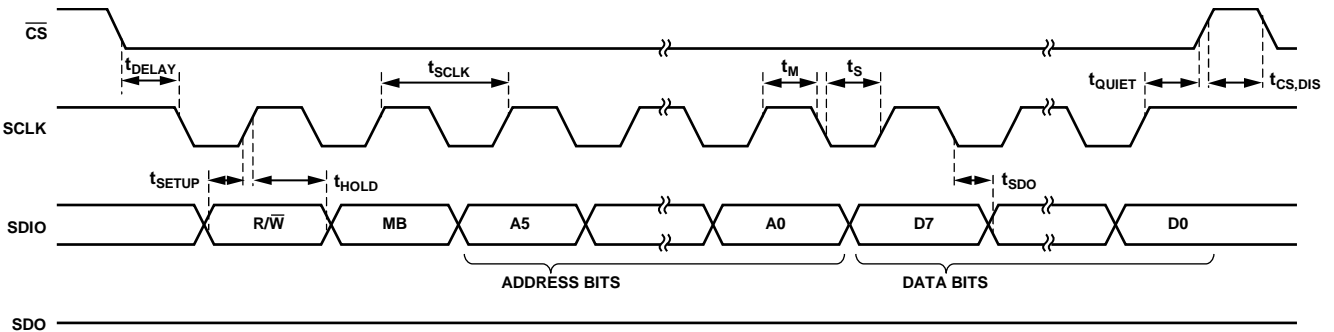 CS
tDELAY
tSCLK
tM
tS
tQUIET
tCS,DIS
SCLK
tSETUP
tHOLD
tSDO
SDIO
R/W
MB
A5
A0
D7
D0
ADDRESS BITS
DATA BITS
SDO